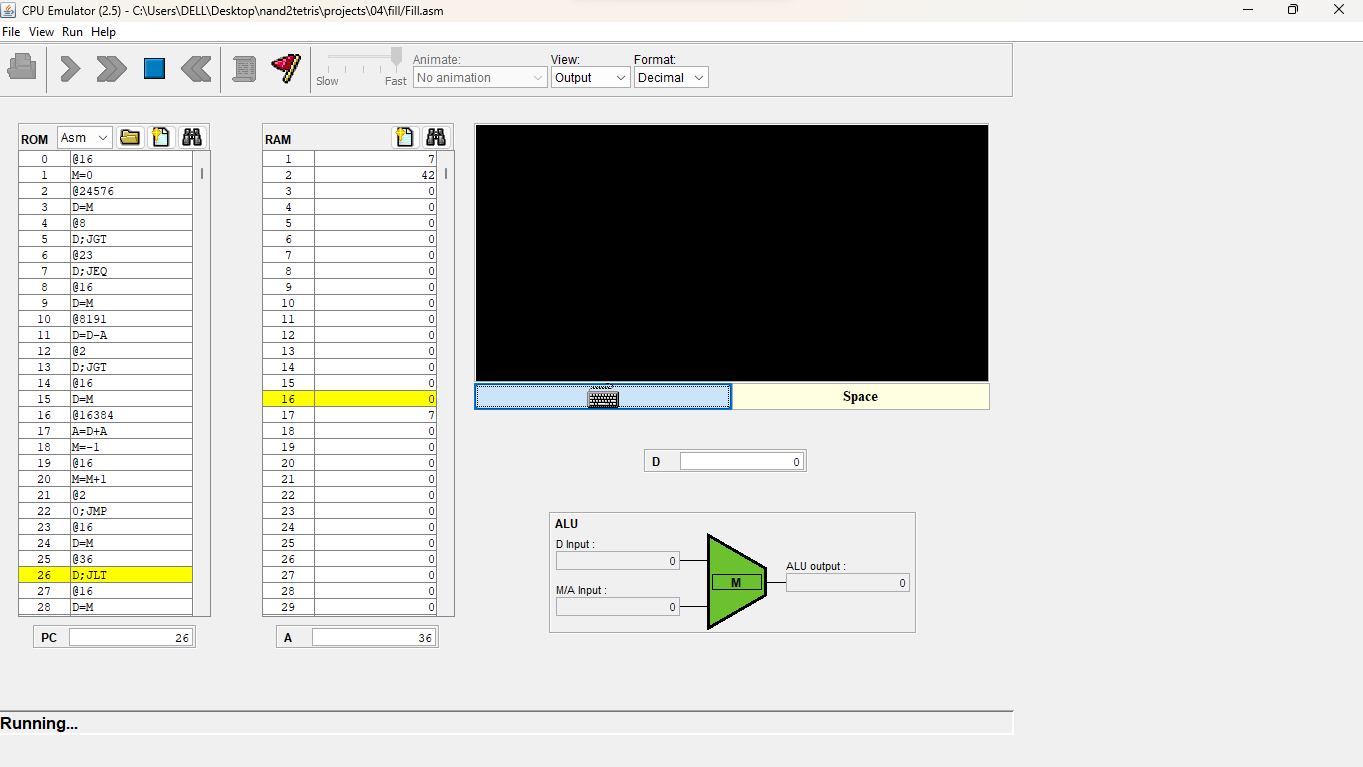 CPU Emulator (2.5) - C:\Users\DELL\Desktop\nand2tetris\projects\04\fill/Fill.asm
File View Run Help
Slow Fast
Animate:
No animation
View:
Output
Format:
Decimal
ROM Asm
0 @16
1 M=0
2 @24576
3 D=M
4 @8
5 D;JGT
6 @23
7 D;JEQ
8 @16
9 D=M
10 @8191
11 D=D-A
12 @2
13 D;JGT
14 @16
15 D=M
16 @16384
17 A=D+A
18 M=-1
19 @16
20 M=M+1
21 @2
22 0;JMP
23 @16
24 D=M
25 @36
26 D;JLT
27 @16
28 D=M
PC 26
RAM
1 7
2 42
3 0
4 0
5 0
6 0
7 0
8 0
9 0
10 0
11 0
12 0
13 0
14 0
15 0
16 0
17 7
18 0
19 0
20 0
21 0
22 0
23 0
24 0
25 0
26 0
27 0
28 0
29 0
A 36
Space
D 0
ALU
D Input :
0
M/A Input :
0
M
ALU output :
0
Running...